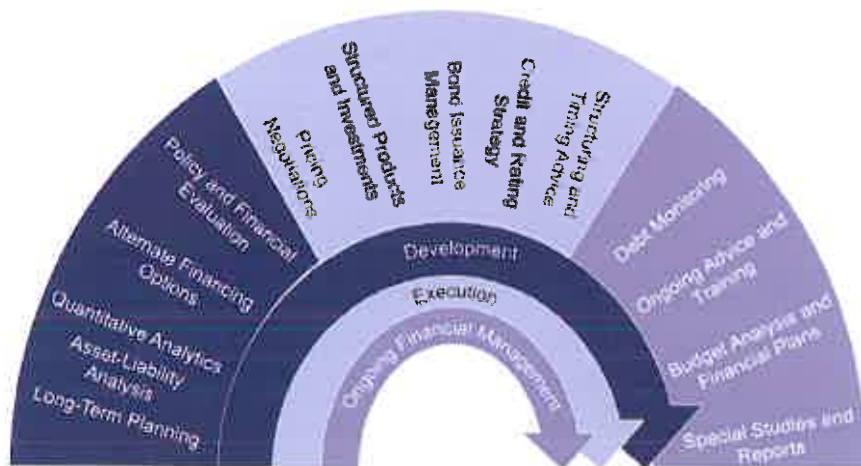 Policy and Financial
Evaluation
Alternate Financing
Options
Quantitative Analytics
Asset-Liability
Analysis
Long-Term Planning
Pricing
Negotiations
Structured Products
and Investments
Bond Issuance
Management
Credit and Rating
Strategy
Structuring and
Timing Advice
Debt Monitoring
Ongoing Advice and
Training
Budget Analysis and
Financial Plans
Special Studies and
Reports
Development
Execution
Ongoing Financial Management